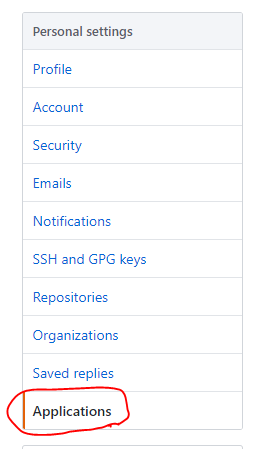 Personal settings
Profile
Account
Security
Emails
Notifications
SSH and GPG keys
Repositories
Organizations
Saved replies
Applications